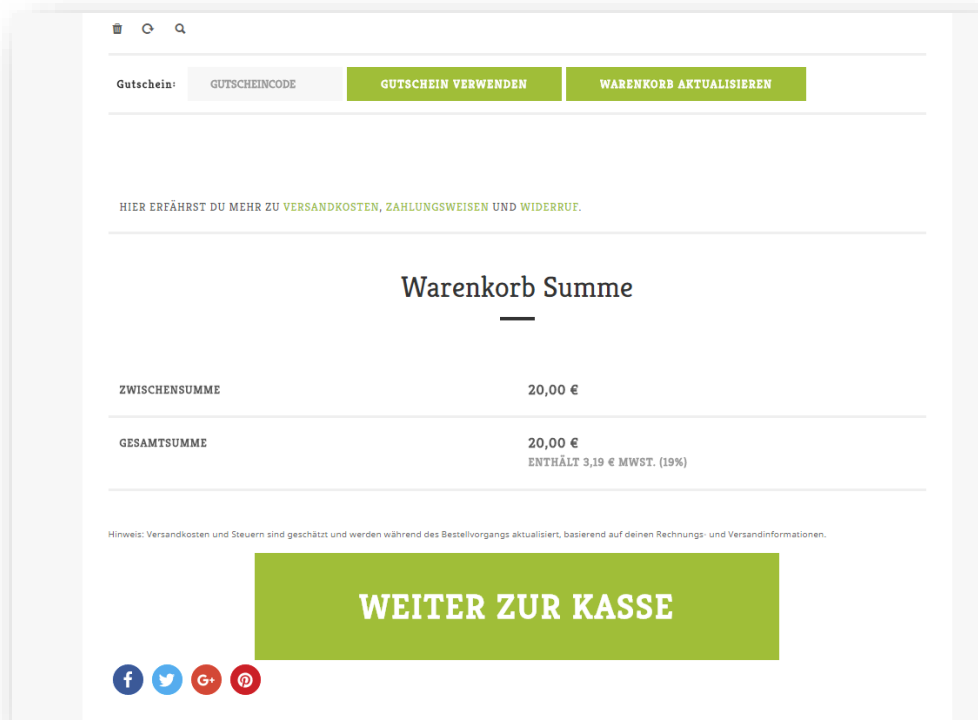 Gutschein: GUTSCHEINCODE GUTSCHEIN VERWENDEN WARENKORB AKTUALISIEREN
HIER ERFÄHRST DU MEHR ZU VERSANDKOSTEN, ZAHLUNGSWEISEN UND WIDERRUF.
Warenkorb Summe
ZWISCHENSUMME 20,00 €
GESAMTSUMME 20,00 €
ENTHÄLT 3,19 € MWST. (19%)
Hinweis: Versandkosten und Steuern sind geschätzt und werden während des Bestellvorgangs aktualisiert, basierend auf deinen Rechnungs- und Versandinformationen.
WEITER ZUR KASSE
f G+